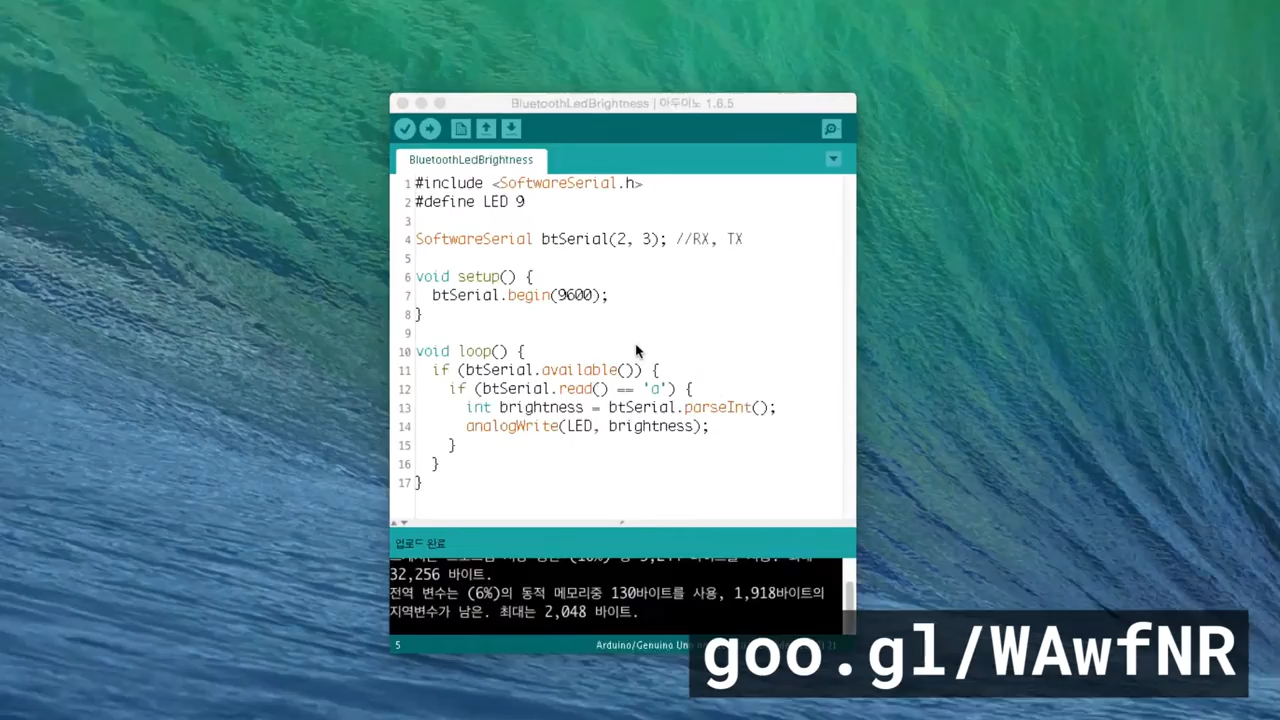 BluetoothLedBrightness | 아두이노 1.6.5
BluetoothLedBrightness
1 #include <SoftwareSerial.h>
2 #define LED 9
3
4 SoftwareSerial btSerial(2, 3); //RX, TX
5
6 void setup() {
7 btSerial.begin(9600);
8 }
9
10 void loop() {
11 if (btSerial.available()) {
12 if (btSerial.read() == 'a') {
13 int brightness = btSerial.parseInt();
14 analogWrite(LED, brightness);
15 }
16 }
17 }
업로드 완료
32,256 바이트.
전역 변수는 (6%)의 동적 메모리중 130바이트를 사용, 1,918바이트의
지역변수가 남은. 최대는 2,048 바이트.
5 Arduino/Genuino Uno
goo.gl/WAwfNR